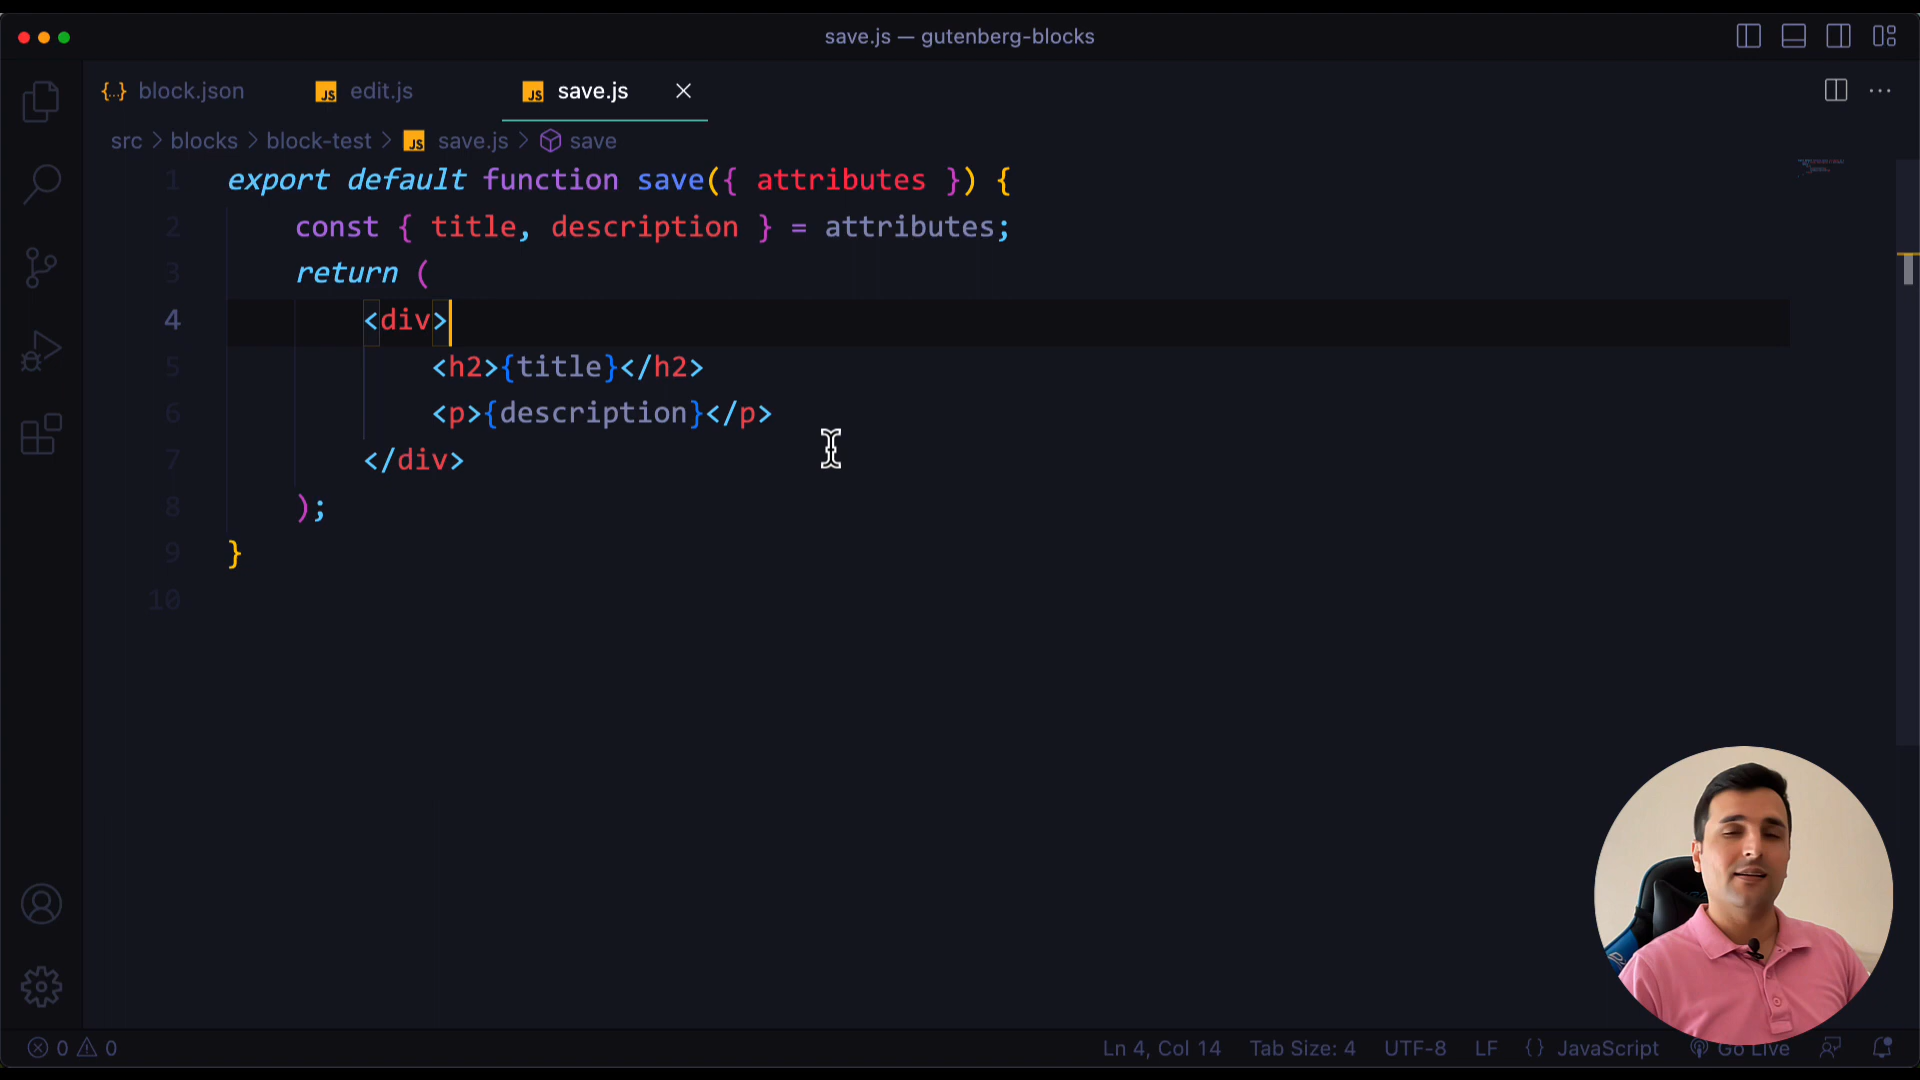 save.js — gutenberg-blocks
{..} block.json JS edit.js JS save.js
src > blocks > block-test > JS save.js > save
1 export default function save({ attributes }) {
2 const { title, description } = attributes;
3 return (
4 <div>
5 <h2>{title}</h2>
6 <p>{description}</p>
7 </div>
8 );
9 }
10
0 0 Ln 4, Col 14 Tab Size: 4 UTF-8 LF {} JavaScript Go Live